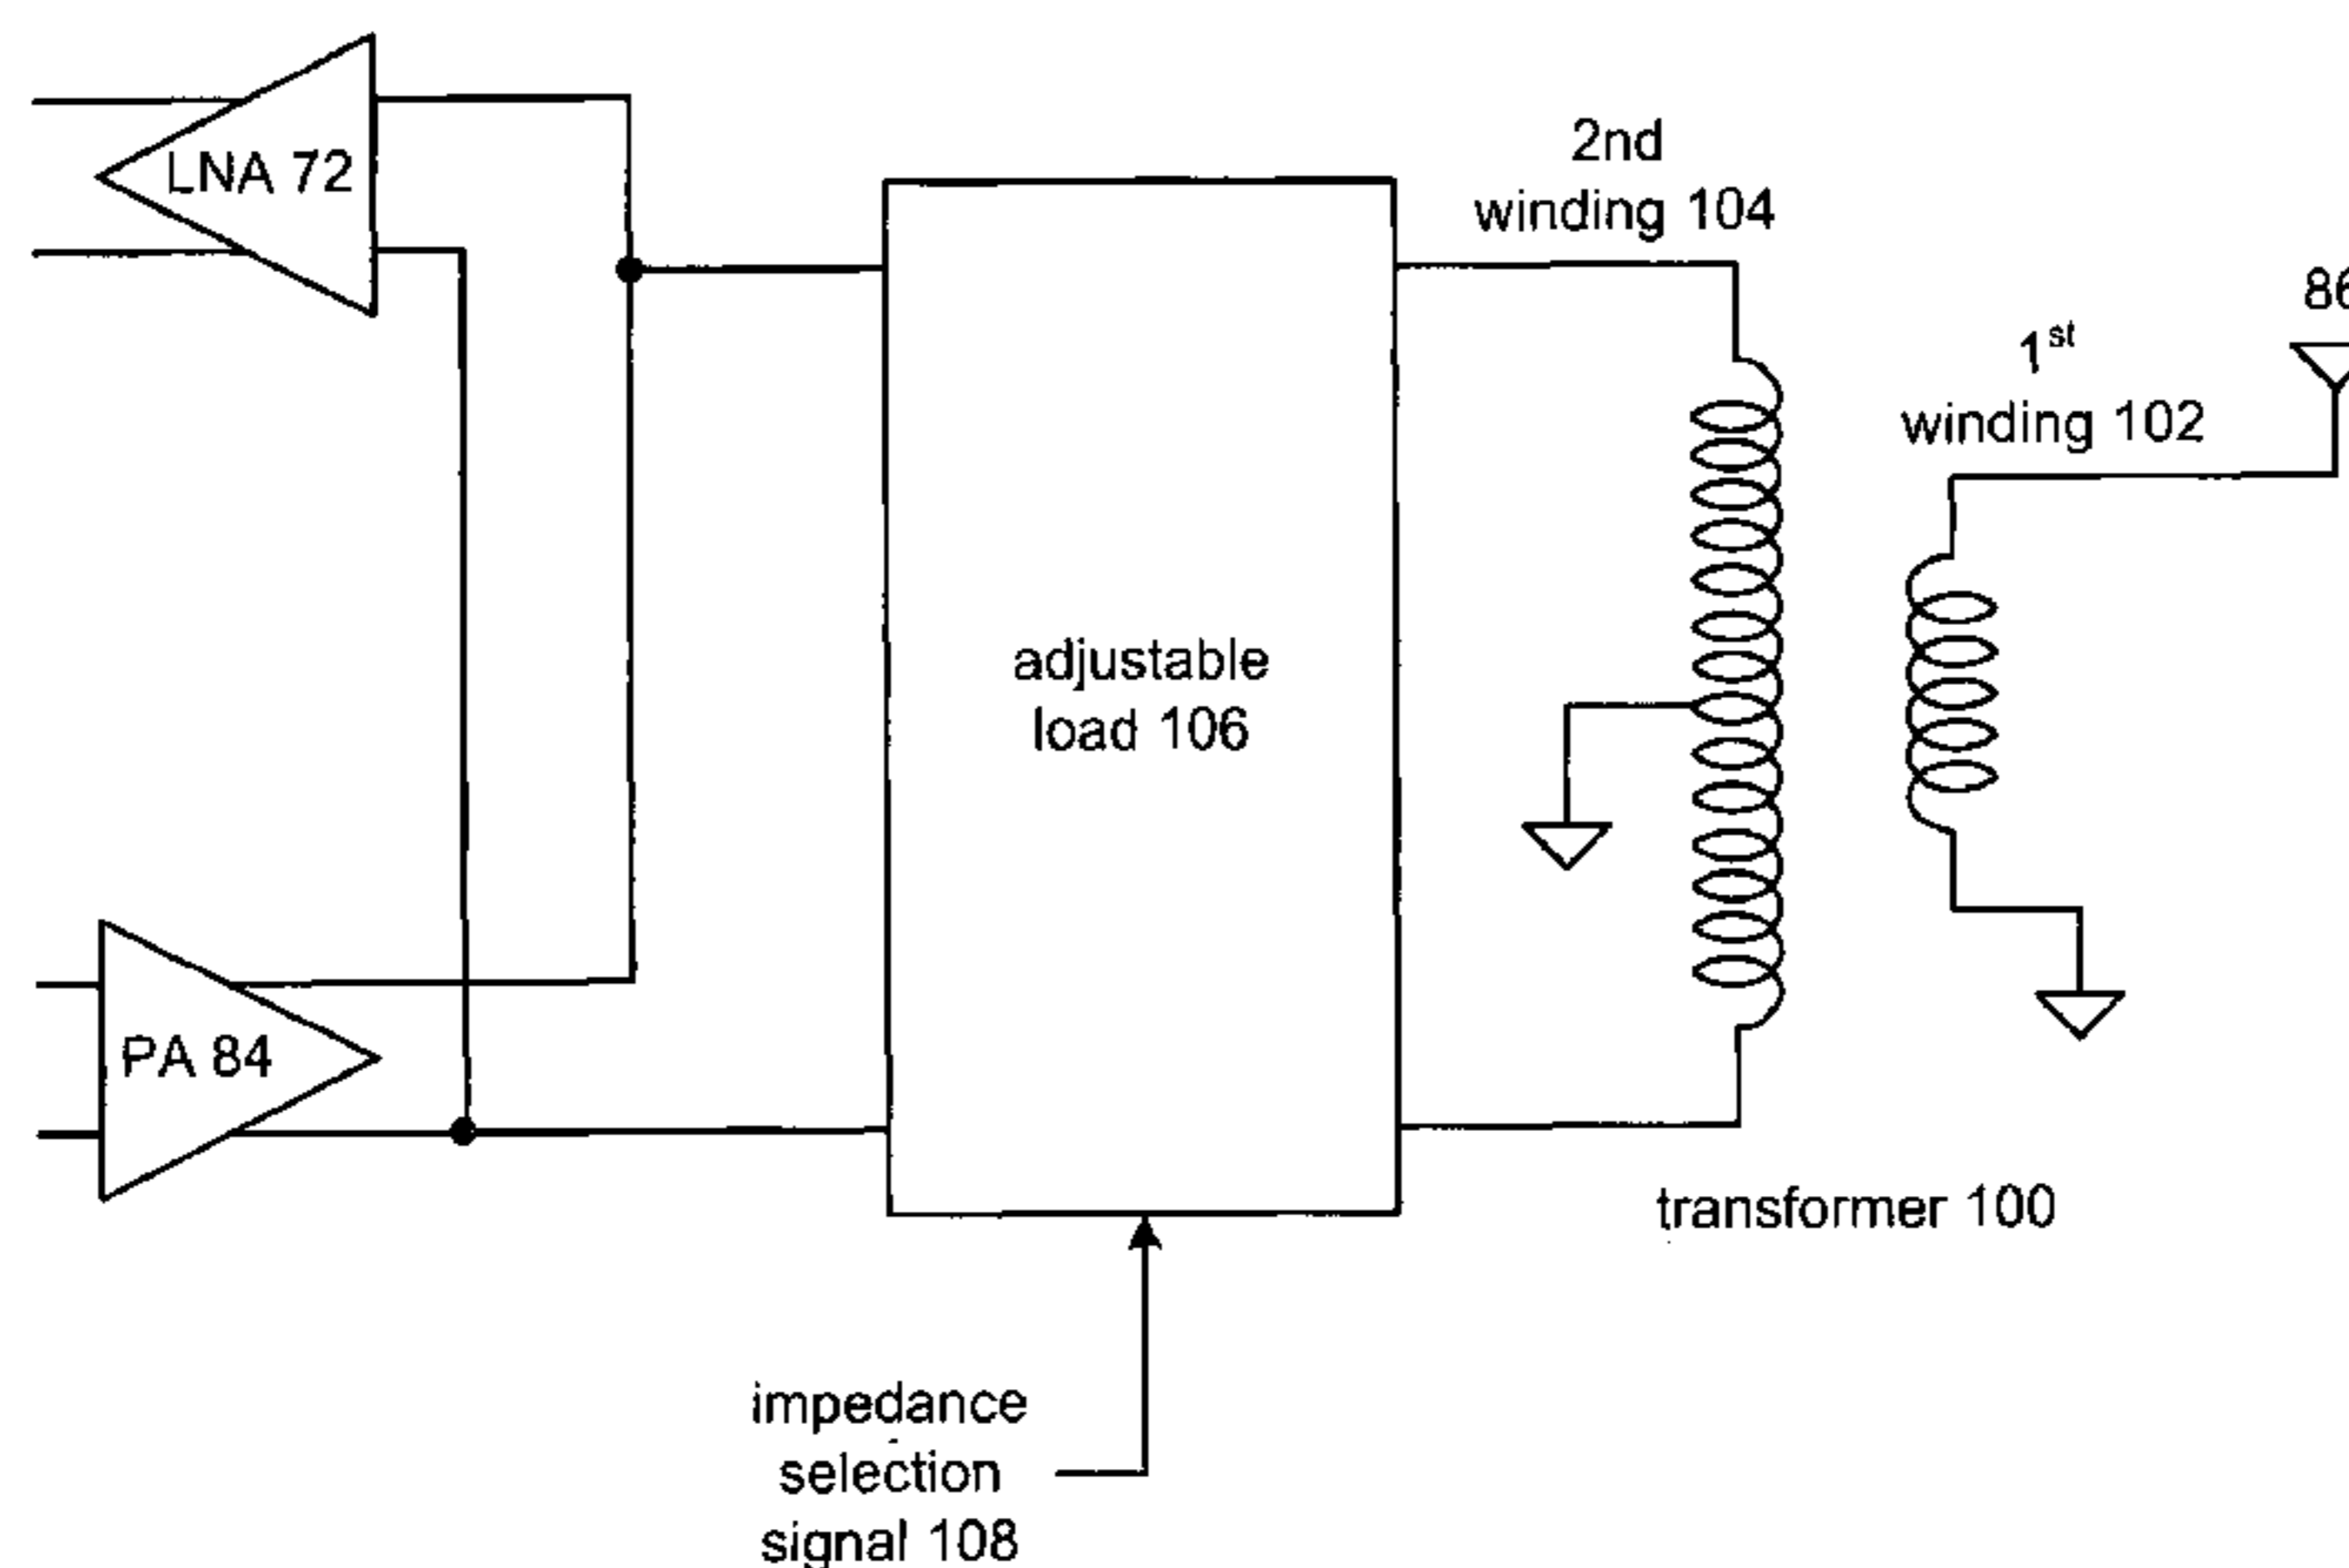 LNA 72
2nd
winding 104
86
1st
winding 102
adjustable
load 106
PA 84
transformer 100
impedance
selection
signal 108